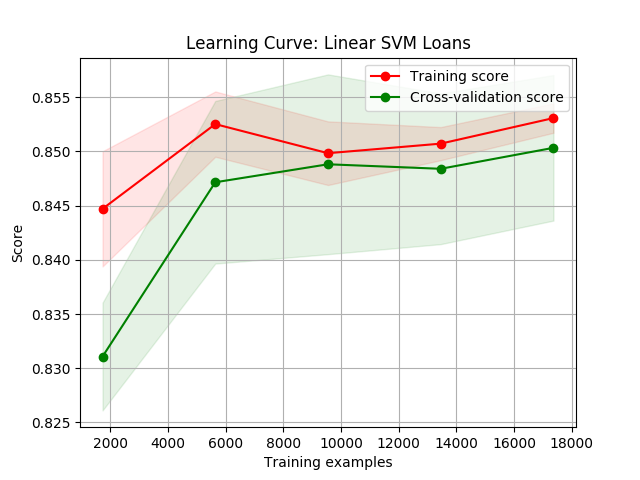 Learning Curve: Linear SVM Loans
Training score
Cross-validation score
0.855
0.850
0.845
0.840
0.835
0.830
0.825
Score
2000 4000 6000 8000 10000 12000 14000 16000 18000
Training examples